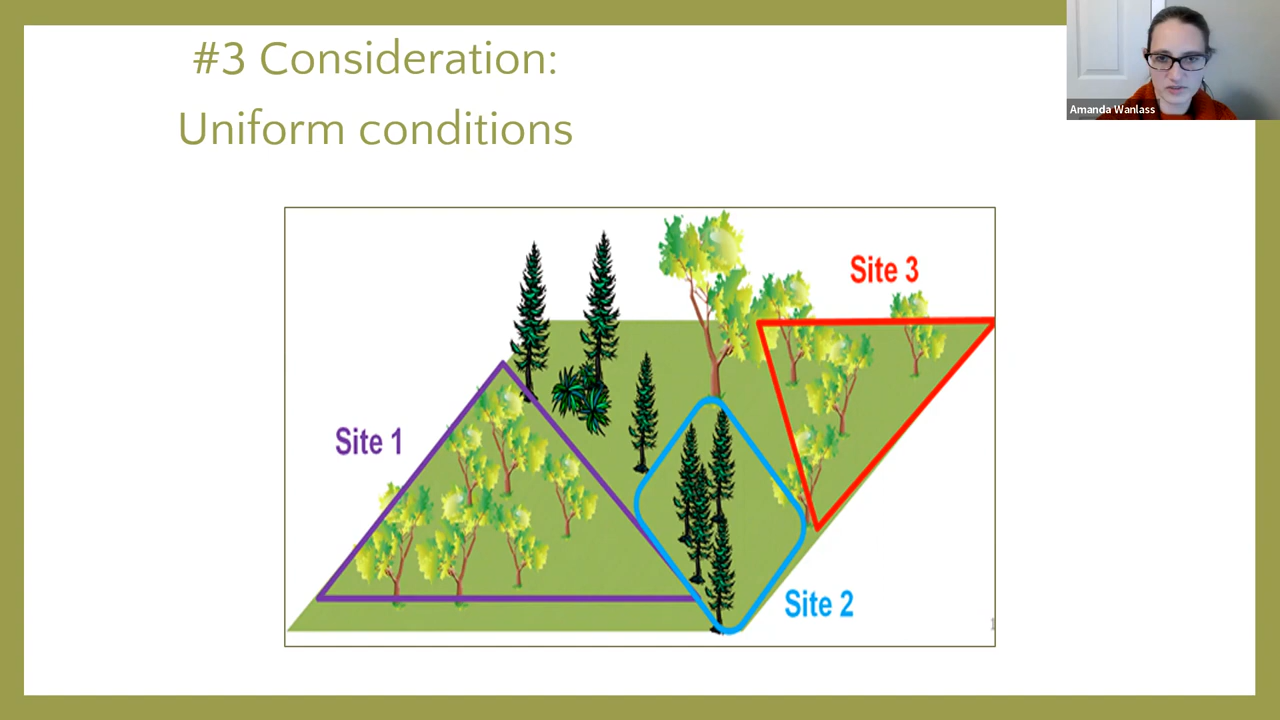 #3 Consideration:
Uniform conditions
Amanda Wanlass
Site 3
Site 1
Site 2